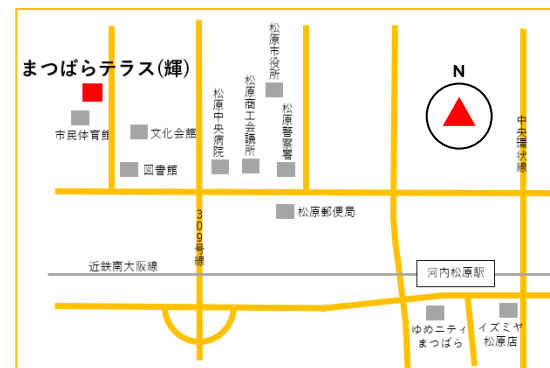 まつばらテラス(輝)
市民体育館
文化会館
図書館
松原中央病院
松原商工会議所
松原市役所
松原警察署
N
中央環状線
309号線
松原郵便局
近鉄南大阪線
河内松原駅
ゆめニティ
まつばら
イズミヤ
松原店